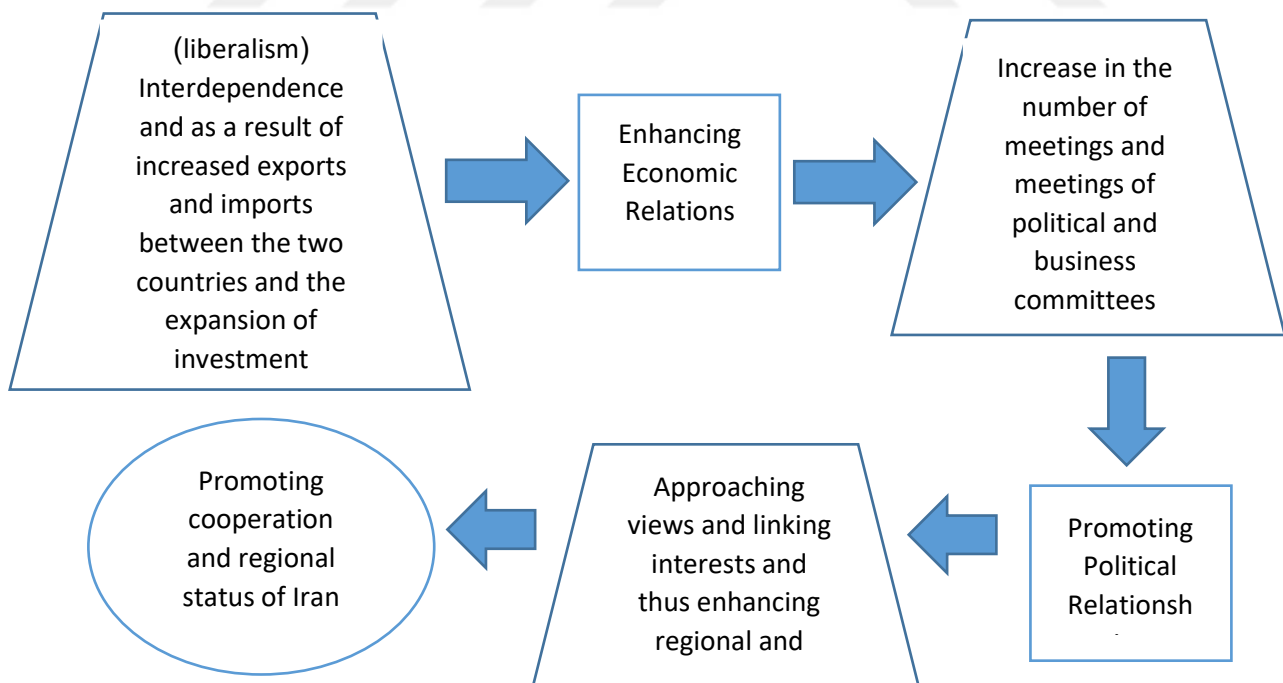 (liberalism)
Interdependence
and as a result of
increased exports
and imports
between the two
countries and the
expansion of
investment
Enhancing
Economic
Relations
Increase in the
number of
meetings and
meetings of
political and
business
committees
Promoting
Political
Relationsh
Approaching
views and linking
interests and
thus enhancing
regional and
Promoting
cooperation
and regional
status of Iran